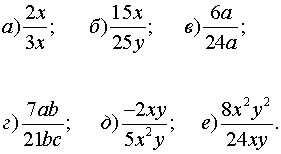 а) 2x/3x; б) 15x/25y; в) 6a/24a;
г) 7ab/21bc; д) −2xy/5x²y; е) 8x²y²/24xy.